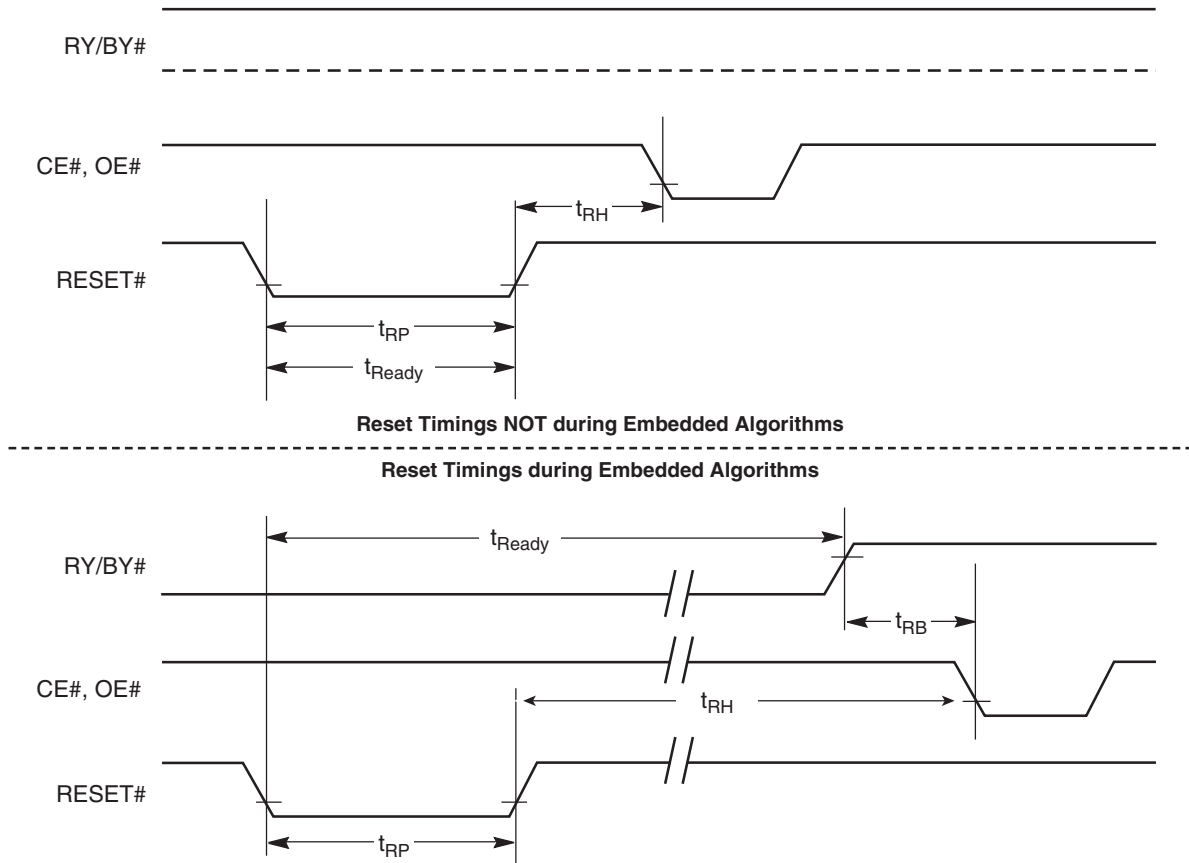 RY/BY#
CE#, OE#
tRH
RESET#
tRP
tReady
Reset Timings NOT during Embedded Algorithms
Reset Timings during Embedded Algorithms
tReady
RY/BY#
tRB
CE#, OE#
tRH
RESET#
tRP